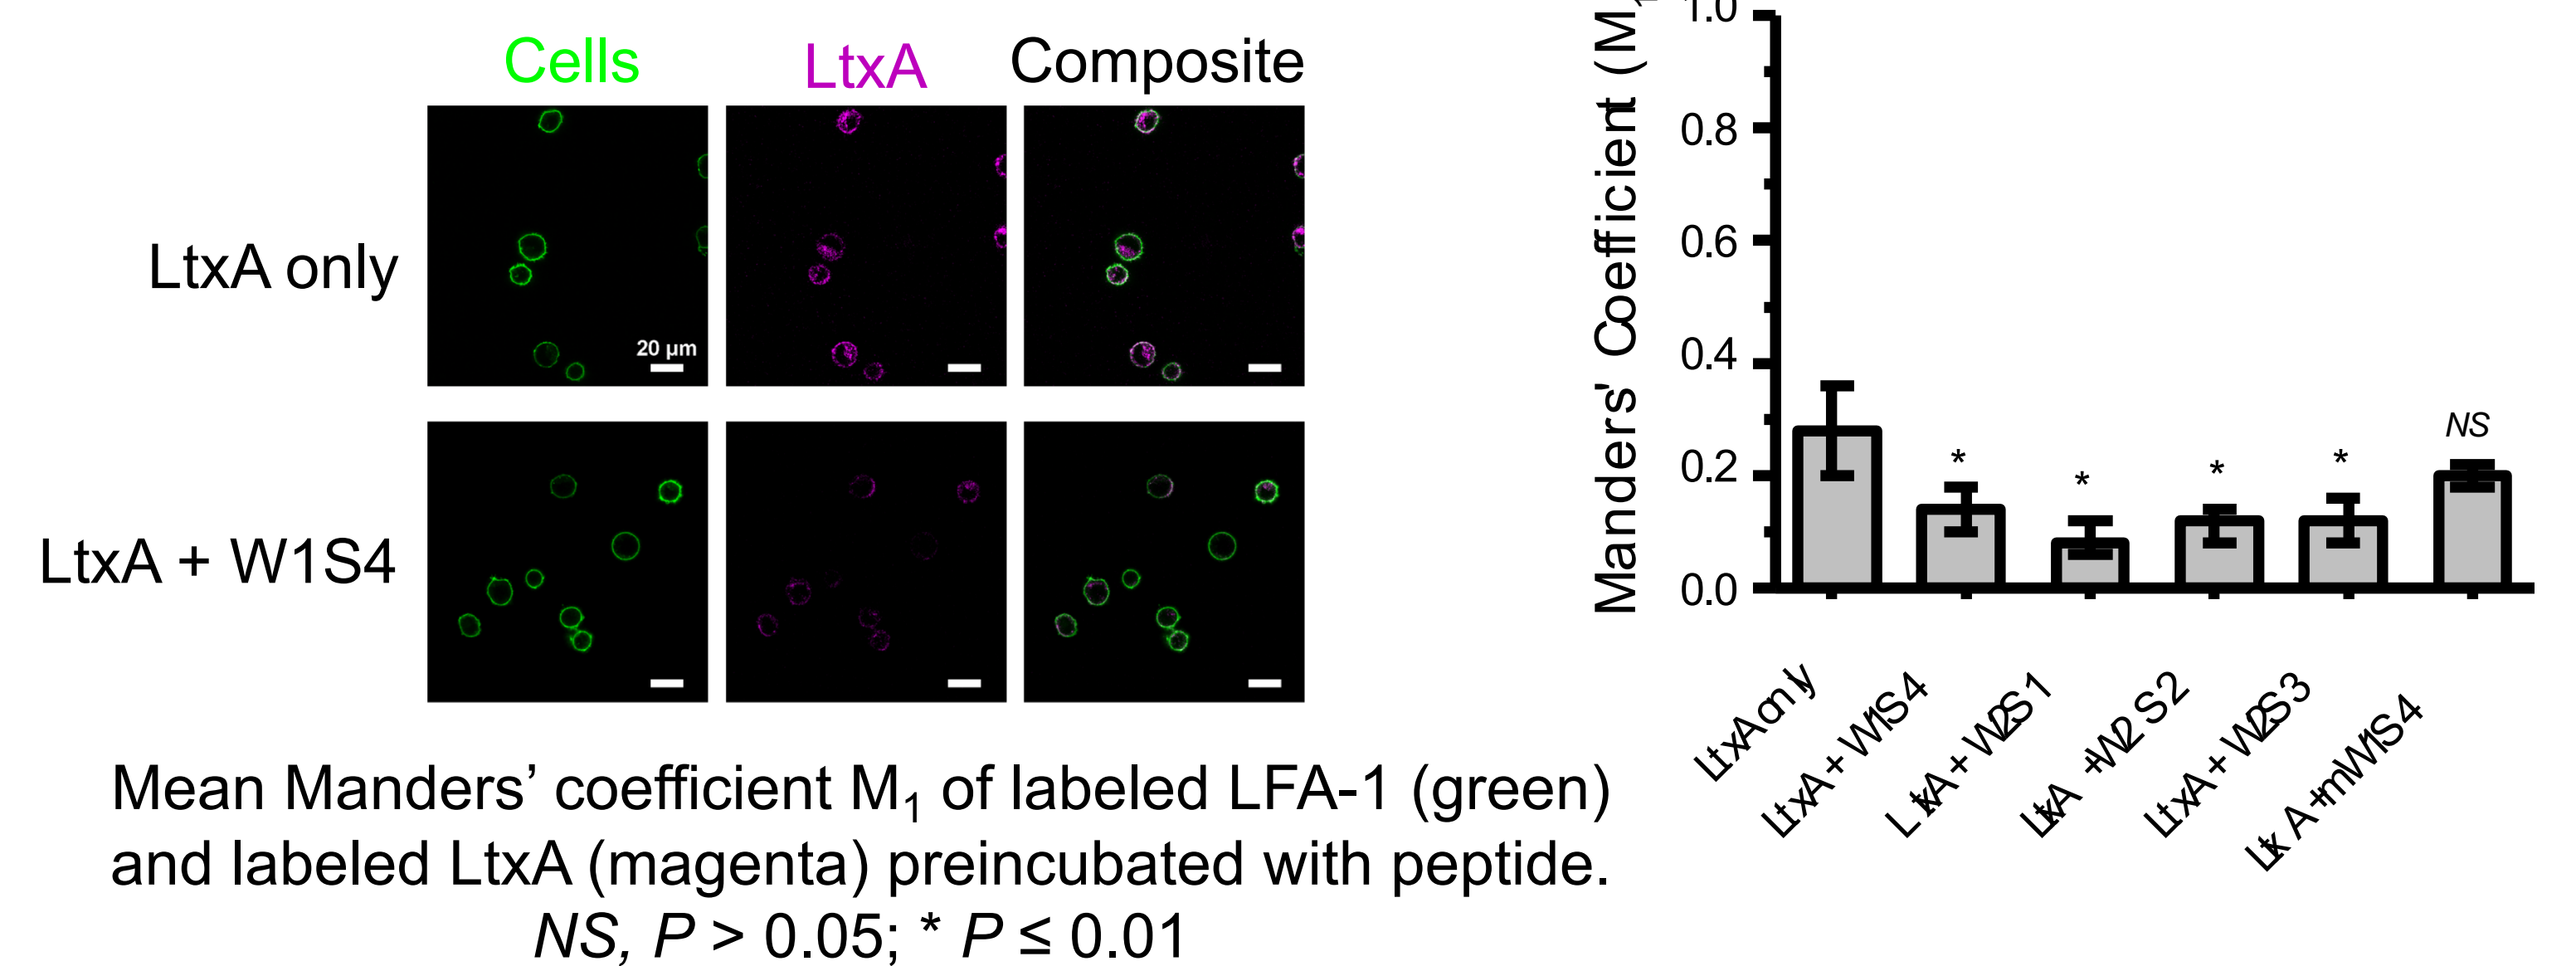 Cells
LtxA
Composite
LtxA only
20 µm
LtxA + W1S4
Mean Manders’ coefficient M₁ of labeled LFA-1 (green)
and labeled LtxA (magenta) preincubated with peptide.
NS, P > 0.05; * P ≤ 0.01
Manders' Coefficient (M₁
1.0
0.8
0.6
0.4
0.2
0.0
*
*
*
*
NS
LtxA only
LtxA + W1S4
LtxA + W2S1
LtxA + W2S2
LtxA + W2S3
LtxA + mW1S4